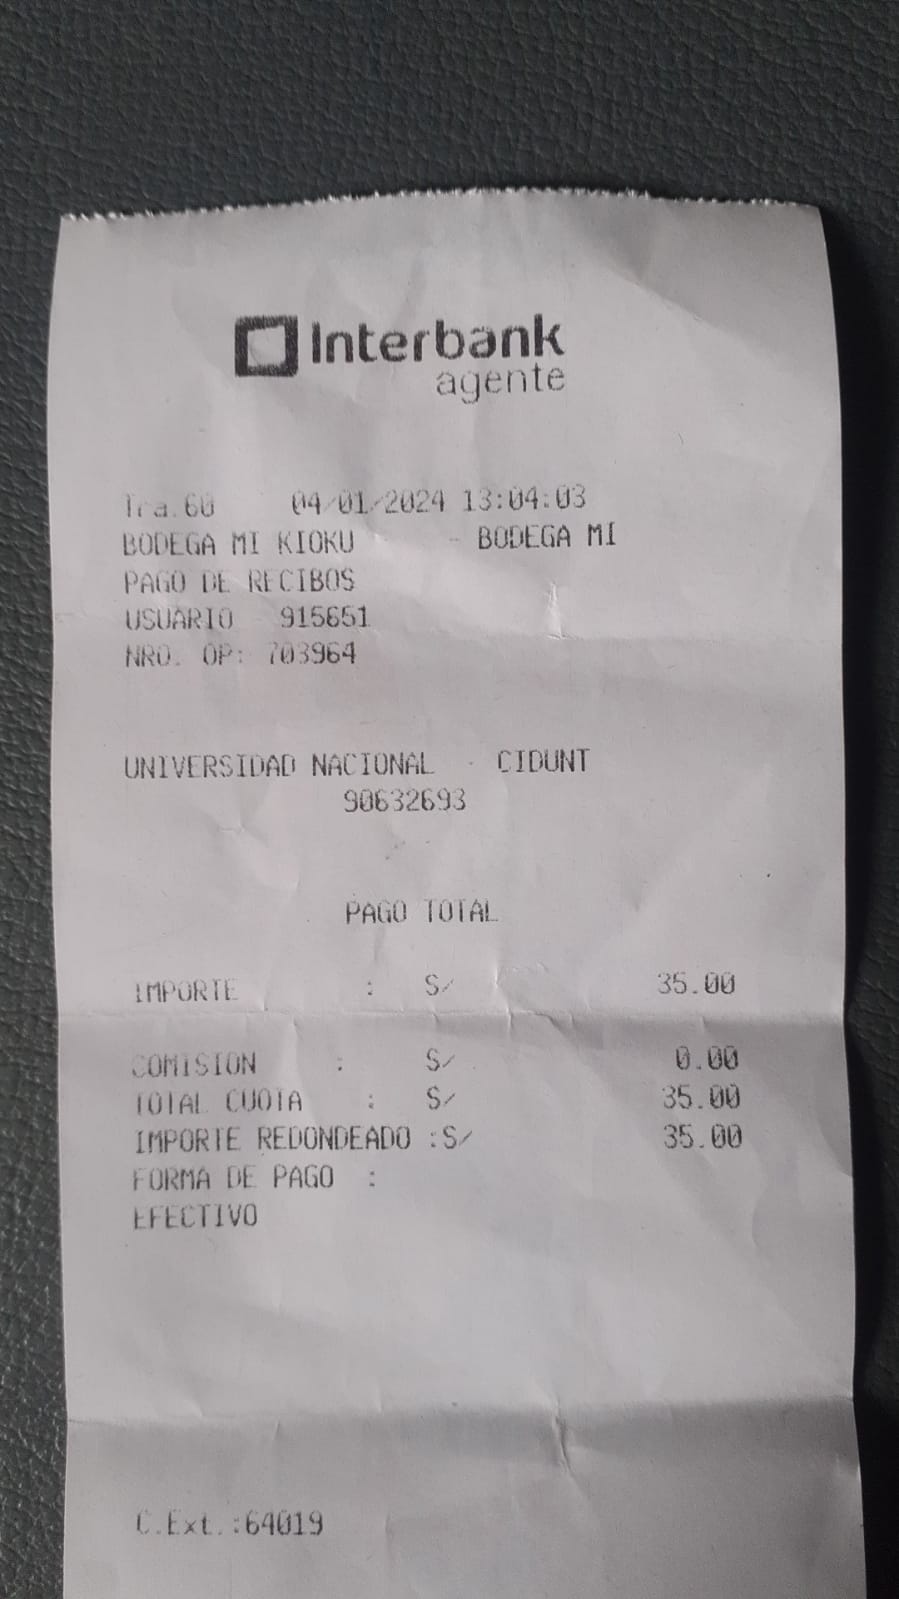 Interbank
agente
Tra.60 04/01/2024 13:04:03
BODEGA MI KIOKU - BODEGA MI
PAGO DE RECIBOS
USUARIO 915651
NRO. OP: 703964
UNIVERSIDAD NACIONAL - CIDUNT
90632693
PAGO TOTAL
IMPORTE : S/ 35.00
COMISION : S/ 0.00
TOTAL CUOTA : S/ 35.00
IMPORTE REDONDEADO :S/ 35.00
FORMA DE PAGO :
EFECTIVO
C.Ext.:64019